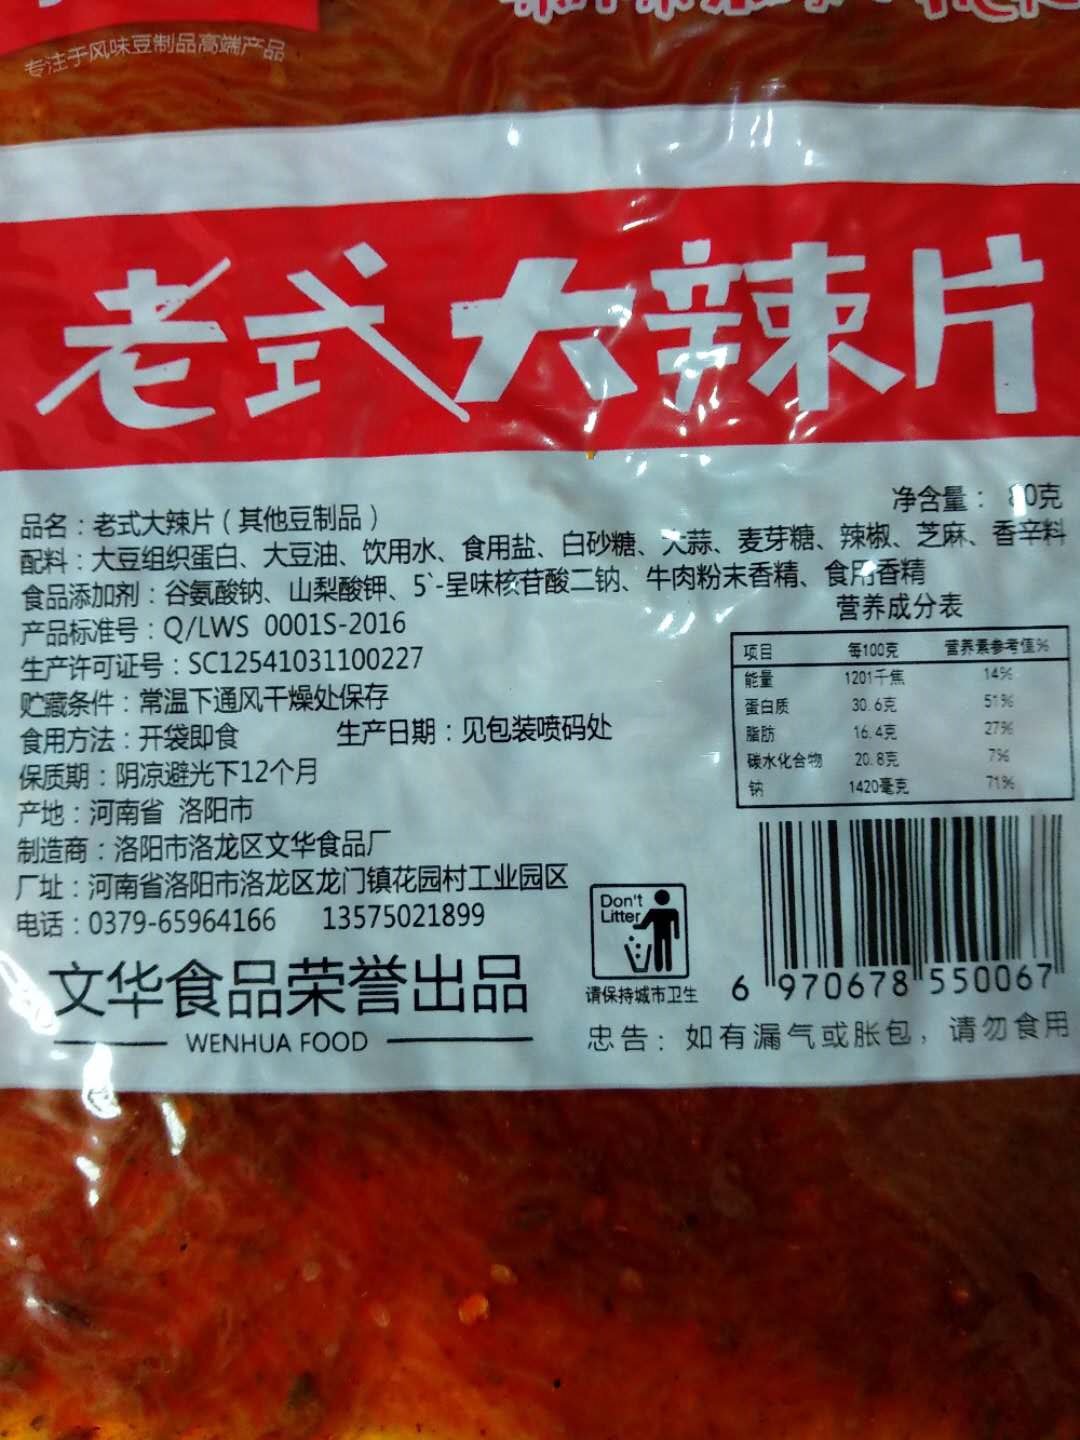 专注于风味豆制品高端产品
老式大辣片
净含量： 0克
品名：老式大辣片（其他豆制品）
配料：大豆组织蛋白、大豆油、饮用水、食用盐、白砂糖、大蒜、麦芽糖、辣椒、芝麻、香辛料
食品添加剂：谷氨酸钠、山梨酸钾、5`-呈味核苷酸二钠、牛肉粉末香精、食用香精
产品标准号：Q/LWS 0001S-2016
生产许可证号：SC12541031100227
贮藏条件：常温下通风干燥处保存
食用方法：开袋即食 生产日期：见包装喷码处
保质期：阴凉避光下12个月
产地：河南省 洛阳市
制造商：洛阳市洛龙区文华食品厂
厂址：河南省洛阳市洛龙区龙门镇花园村工业园区
电话：0379-65964166 13575021899
文华食品荣誉出品
WENHUA FOOD
营养成分表
项目 每100克 营养素参考值%
能量 1201千焦 14%
蛋白质 30.6克 51%
脂肪 16.4克 27%
碳水化合物 20.8克 7%
钠 1420毫克 71%
Don't
Litter
请保持城市卫生
6 970678 550067
忠告：如有漏气或胀包，请勿食用